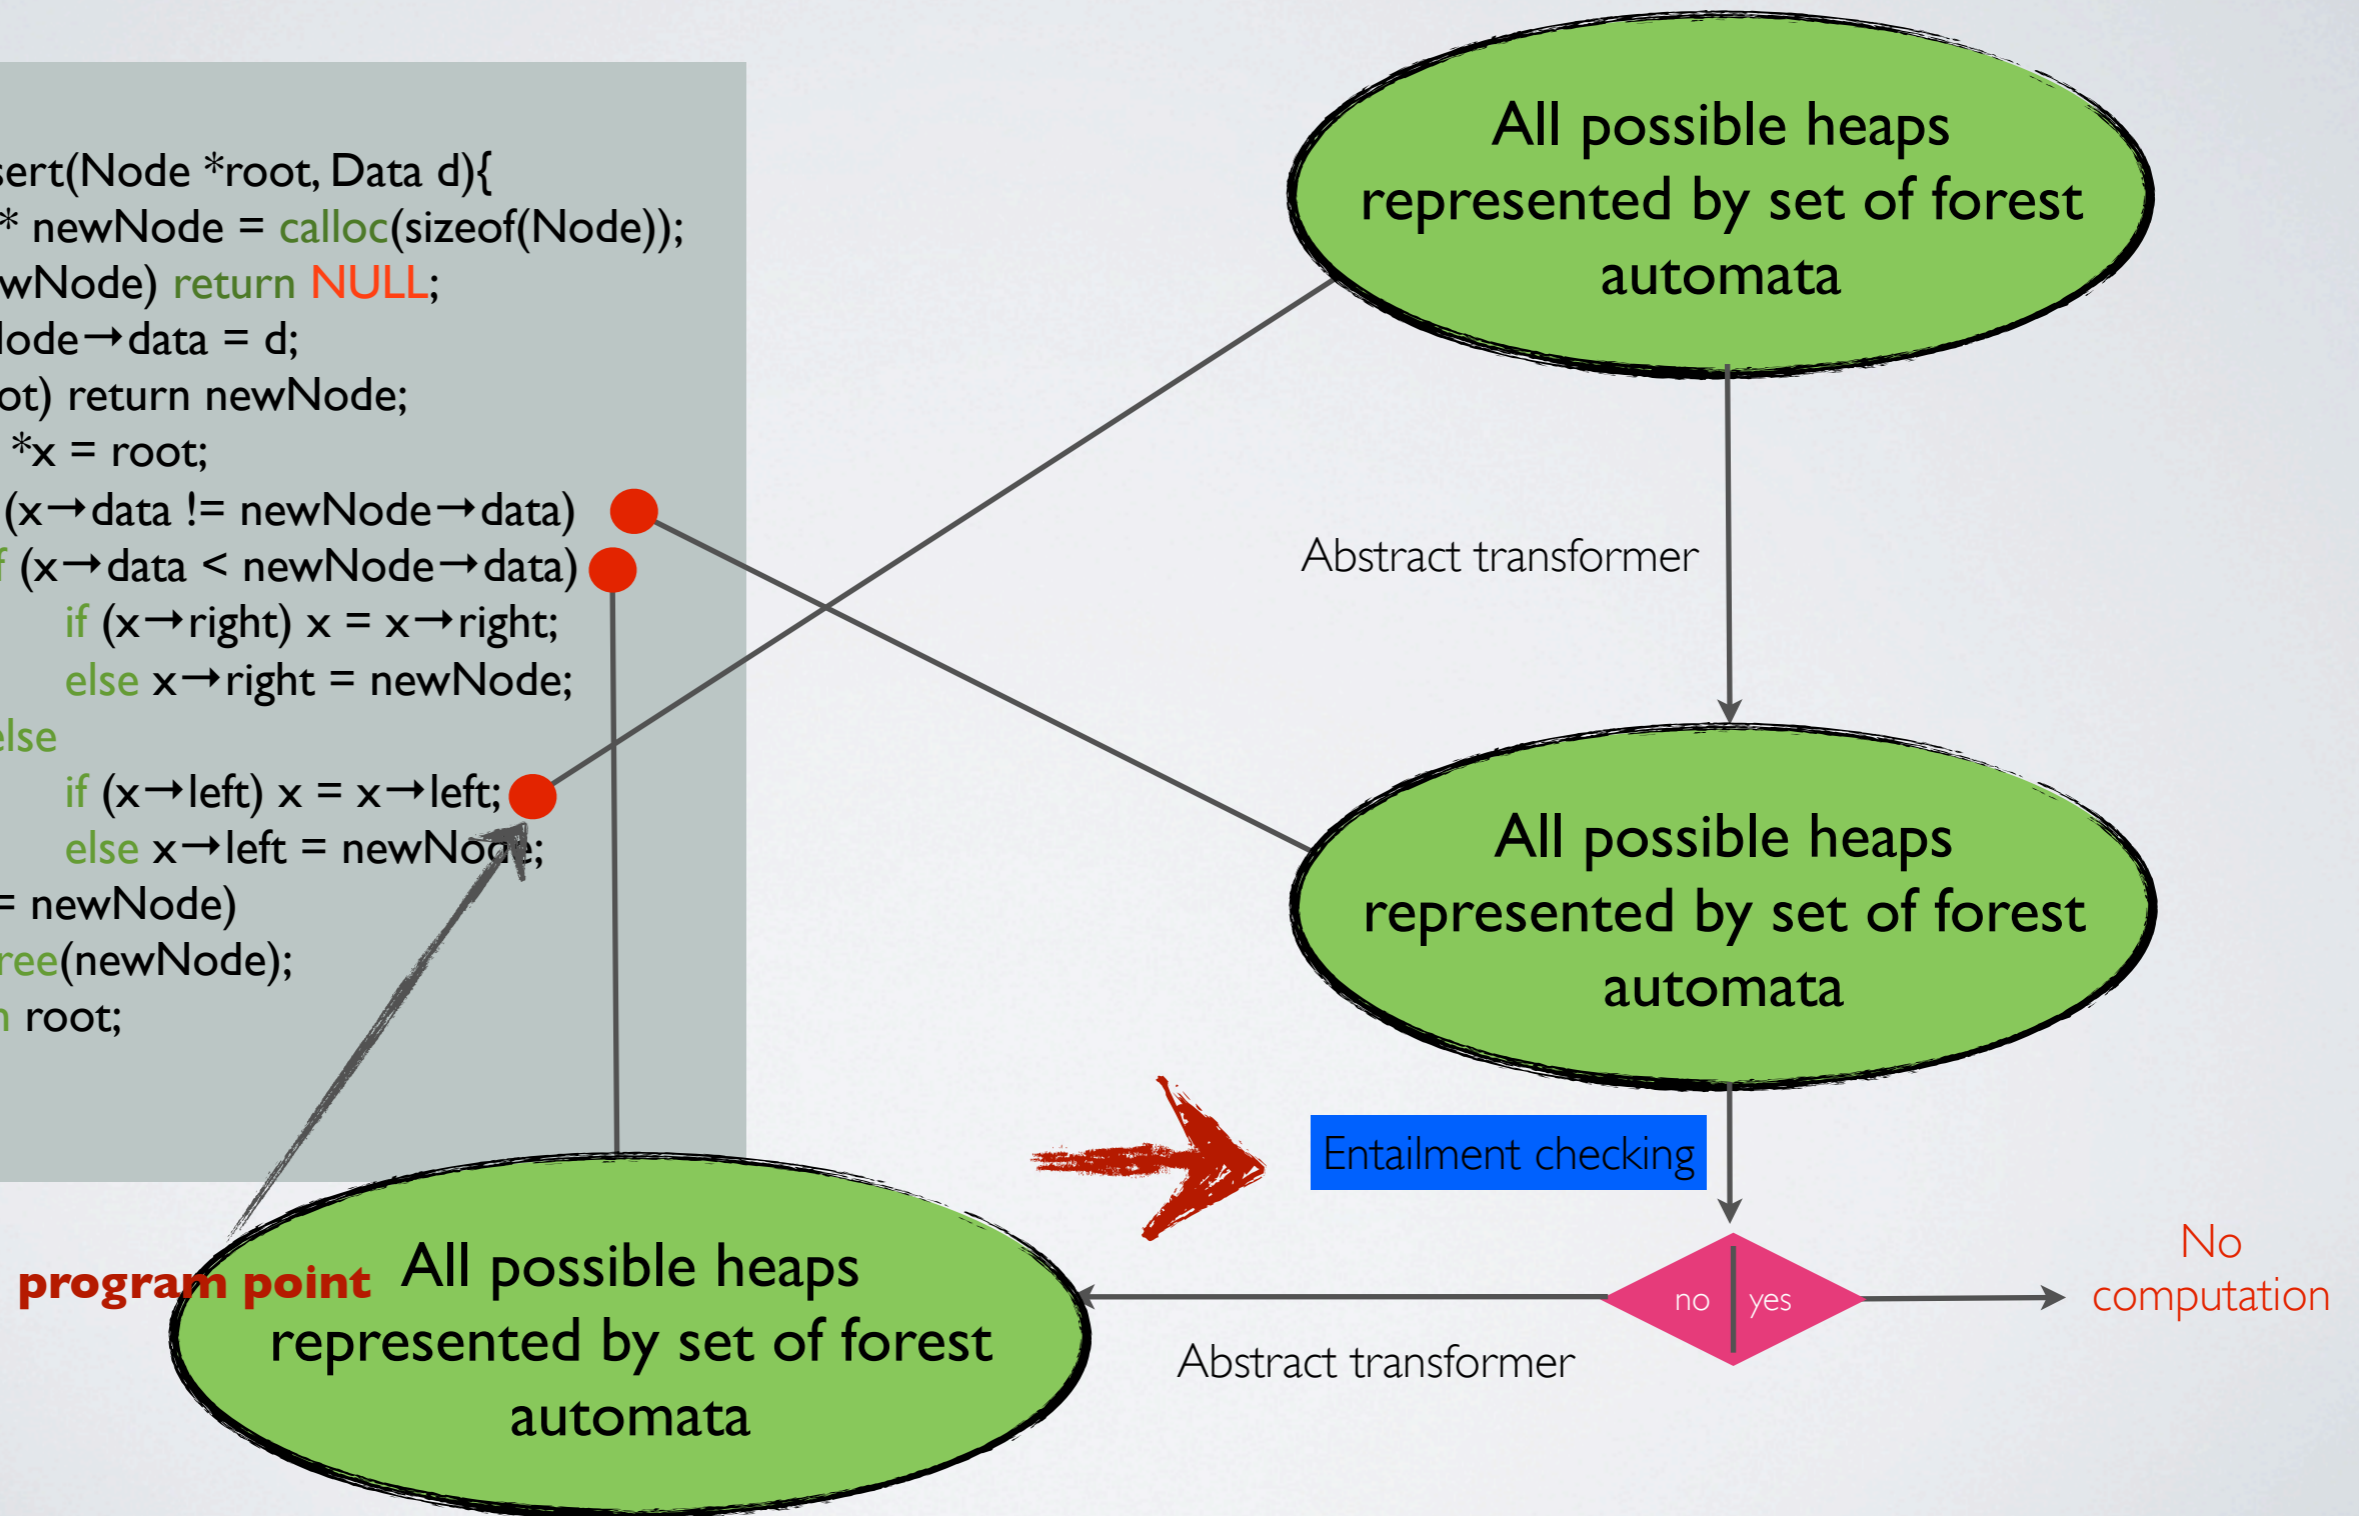 sert(Node *root, Data d){
* newNode = calloc(sizeof(Node));
wNode) return NULL;
lode→data = d;
ot) return newNode;
*x = root;
(x→data != newNode→data)
f (x→data < newNode→data)
if (x→right) x = x→right;
else x→right = newNode;
else
if (x→left) x = x→left;
else x→left = newNode;
= newNode)
ree(newNode);
n root;
All possible heaps
represented by set of forest
automata
Abstract transformer
All possible heaps
represented by set of forest
automata
Entailment checking
no yes
No
computation
Abstract transformer
program point
All possible heaps
represented by set of forest
automata